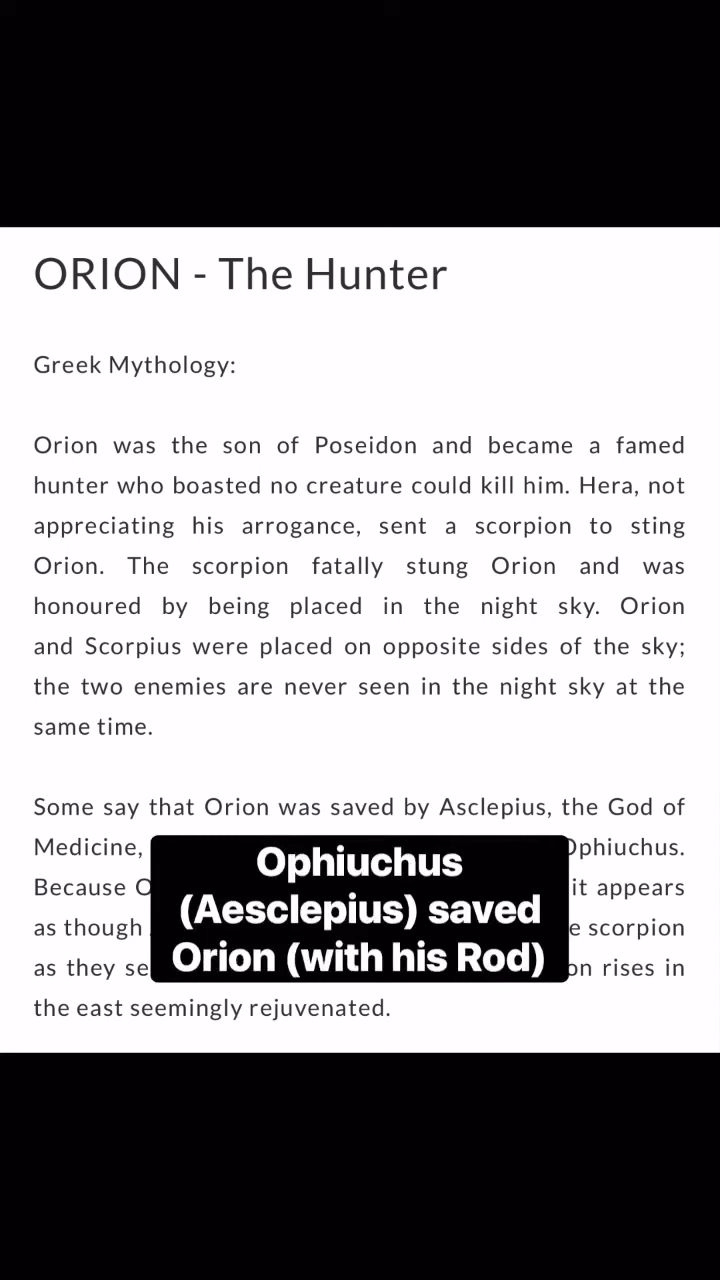 ORION - The Hunter
Greek Mythology:
Orion was the son of Poseidon and became a famed
hunter who boasted no creature could kill him. Hera, not
appreciating his arrogance, sent a scorpion to sting
Orion. The scorpion fatally stung Orion and was
honoured by being placed in the night sky. Orion
and Scorpius were placed on opposite sides of the sky;
the two enemies are never seen in the night sky at the
same time.
Some say that Orion was saved by Asclepius, the God of
Medicine, Ophiuchus.
Because it appears
as though scorpion
as they rises in
the east seemingly rejuvenated.
Ophiuchus
(Aesclepius) saved
Orion (with his Rod)